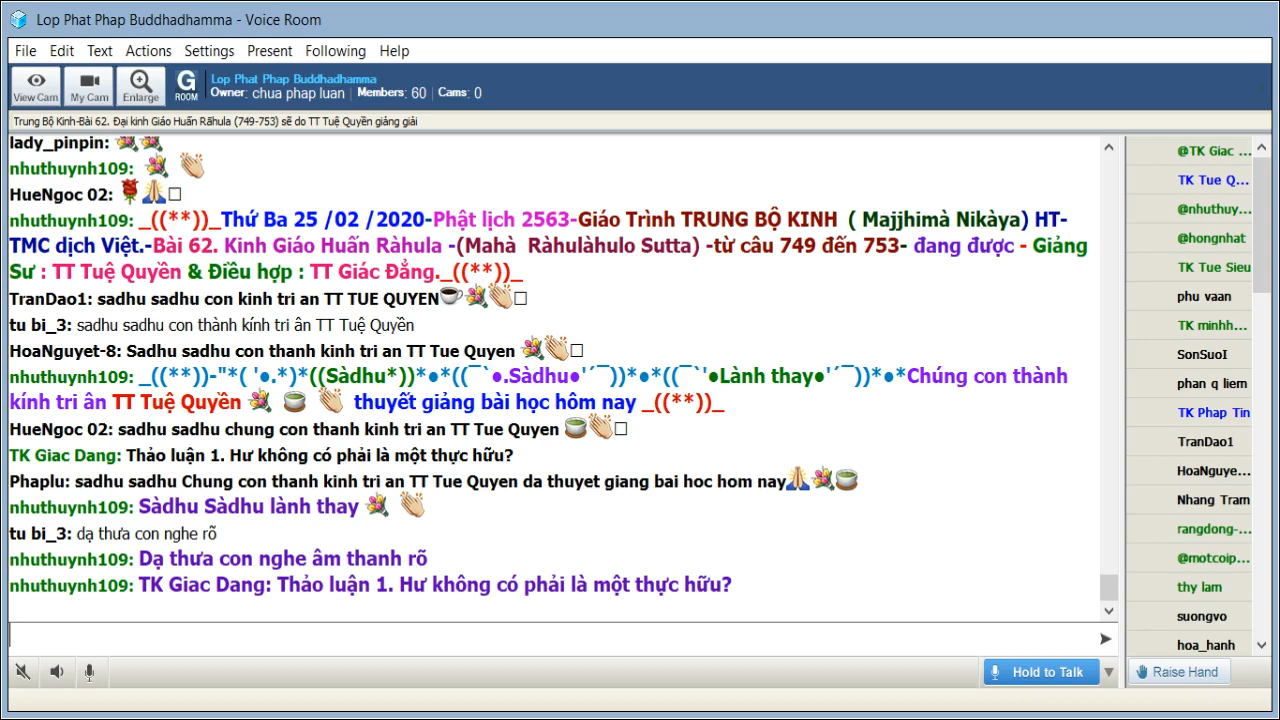 Lop Phat Phap Buddhadhamma - Voice Room
File Edit Text Actions Settings Present Following Help
View Cam My Cam Enlarge G ROOM
Lop Phat Phap Buddhadhamma
Owner: chua phap luan | Members: 60 | Cams: 0
Trung Bộ Kinh-Bài 62. Đại kinh Giáo Huấn Rāhula (749-753) sẽ do TT Tuệ Quyền giảng giải
lady_pinpin: 💐💐
nhuthuynh109: 💐 👏
HueNgoc 02: 🌹🙏□
nhuthuynh109: _((**))_Thứ Ba 25 /02 /2020-Phật lịch 2563-Giáo Trình TRUNG BỘ KINH ( Majjhimà Nikàya) HT-
TMC dịch Việt.-Bài 62. Kinh Giáo Huấn Ràhula -(Mahà Ràhulàhulo Sutta) -từ câu 749 đến 753- đang được - Giảng
Sư : TT Tuệ Quyền & Điều hợp : TT Giác Đẳng._((**))_
TranDao1: sadhu sadhu con kinh tri an TT TUE QUYEN☕💐👏□
tu bi_3: sadhu sadhu con thành kính tri ân TT Tuệ Quyền
HoaNguyet-8: Sadhu sadhu con thanh kinh tri an TT Tue Quyen 💐👏□
nhuthuynh109: _((**))-"*( '●.*)*((Sàdhu*))*●*((¯`●.Sàdhu●'´¯))*●*((¯`'●Lành thay●'´¯))*●*Chúng con thành
kính tri ân TT Tuệ Quyền 💐 🍵 👏 thuyết giảng bài học hôm nay _((**))_
HueNgoc 02: sadhu sadhu chung con thanh kinh tri an TT Tue Quyen 🍵👏□
TK Giac Dang: Thảo luận 1. Hư không có phải là một thực hữu?
Phaplu: sadhu sadhu Chung con thanh kinh tri an TT Tue Quyen da thuyet giang bai hoc hom nay🙏💐🍵
nhuthuynh109: Sàdhu Sàdhu lành thay 💐 👏
tu bi_3: dạ thưa con nghe rõ
nhuthuynh109: Dạ thưa con nghe âm thanh rõ
nhuthuynh109: TK Giac Dang: Thảo luận 1. Hư không có phải là một thực hữu?
@TK Giac ...
TK Tue Q...
@nhuthuy...
@hongnhat
TK Tue Sieu
phu vaan
TK minhh...
SonSuoI
phan q liem
TK Phap Tin
TranDao1
HoaNguye...
Nhang Tram
rangdong-...
@motcoip...
thy lam
suongvo
hoa_hanh
Hold to Talk
Raise Hand